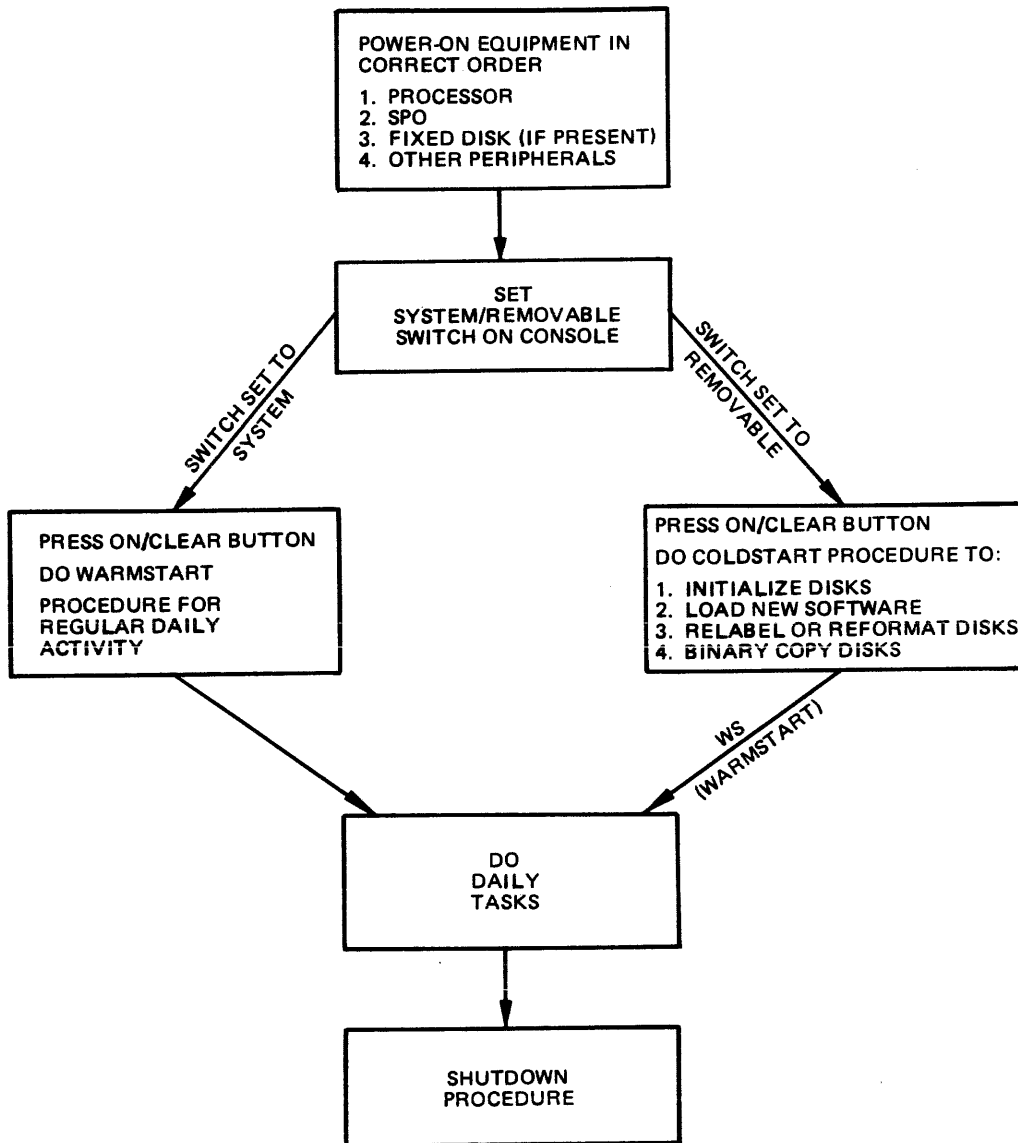 POWER-ON EQUIPMENT IN
CORRECT ORDER
1. PROCESSOR
2. SPO
3. FIXED DISK (IF PRESENT)
4. OTHER PERIPHERALS
SET
SYSTEM/REMOVABLE
SWITCH ON CONSOLE
SWITCH SET TO
SYSTEM
SWITCH SET TO
REMOVABLE
PRESS ON/CLEAR BUTTON
DO WARMSTART
PROCEDURE FOR
REGULAR DAILY
ACTIVITY
PRESS ON/CLEAR BUTTON
DO COLDSTART PROCEDURE TO:
1. INITIALIZE DISKS
2. LOAD NEW SOFTWARE
3. RELABEL OR REFORMAT DISKS
4. BINARY COPY DISKS
WS
(WARMSTART)
DO
DAILY
TASKS
SHUTDOWN
PROCEDURE